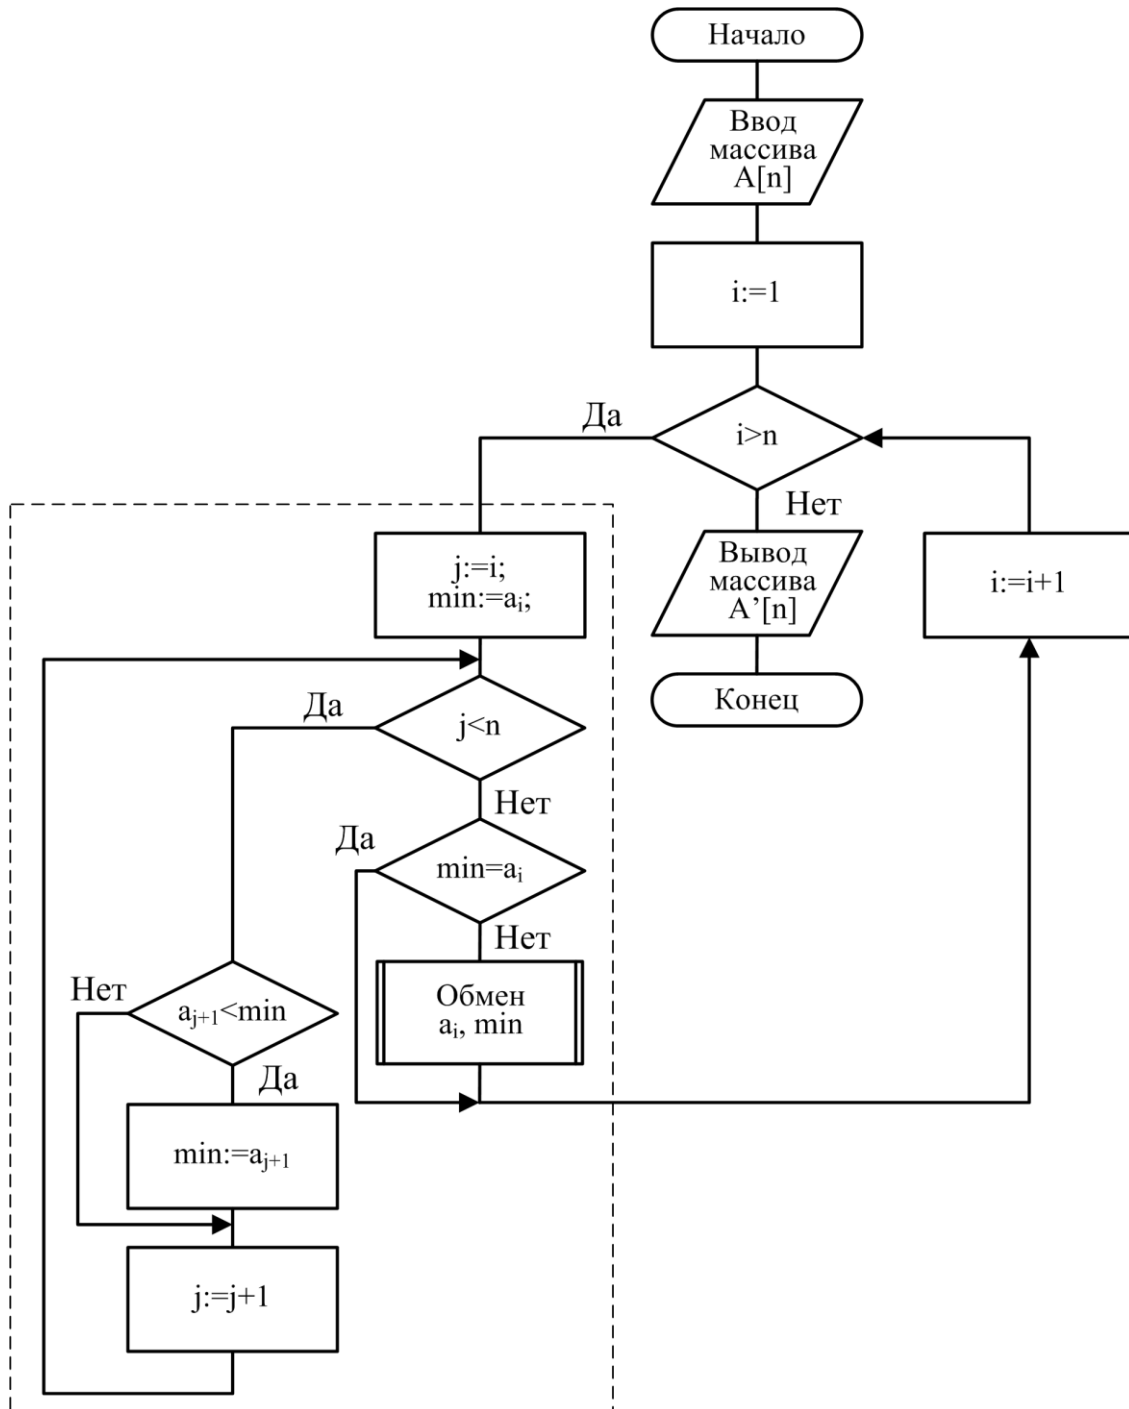 Начало
Ввод
массива
A[n]
i:=1
Да
i>n
Нет
j:=i;
min:=aᵢ;
Вывод
массива
A’[n]
i:=i+1
Конец
Да
j<n
Нет
Да
min=aᵢ
Нет
Обмен
aᵢ, min
Нет
aⱼ₊₁<min
Да
min:=aⱼ₊₁
j:=j+1